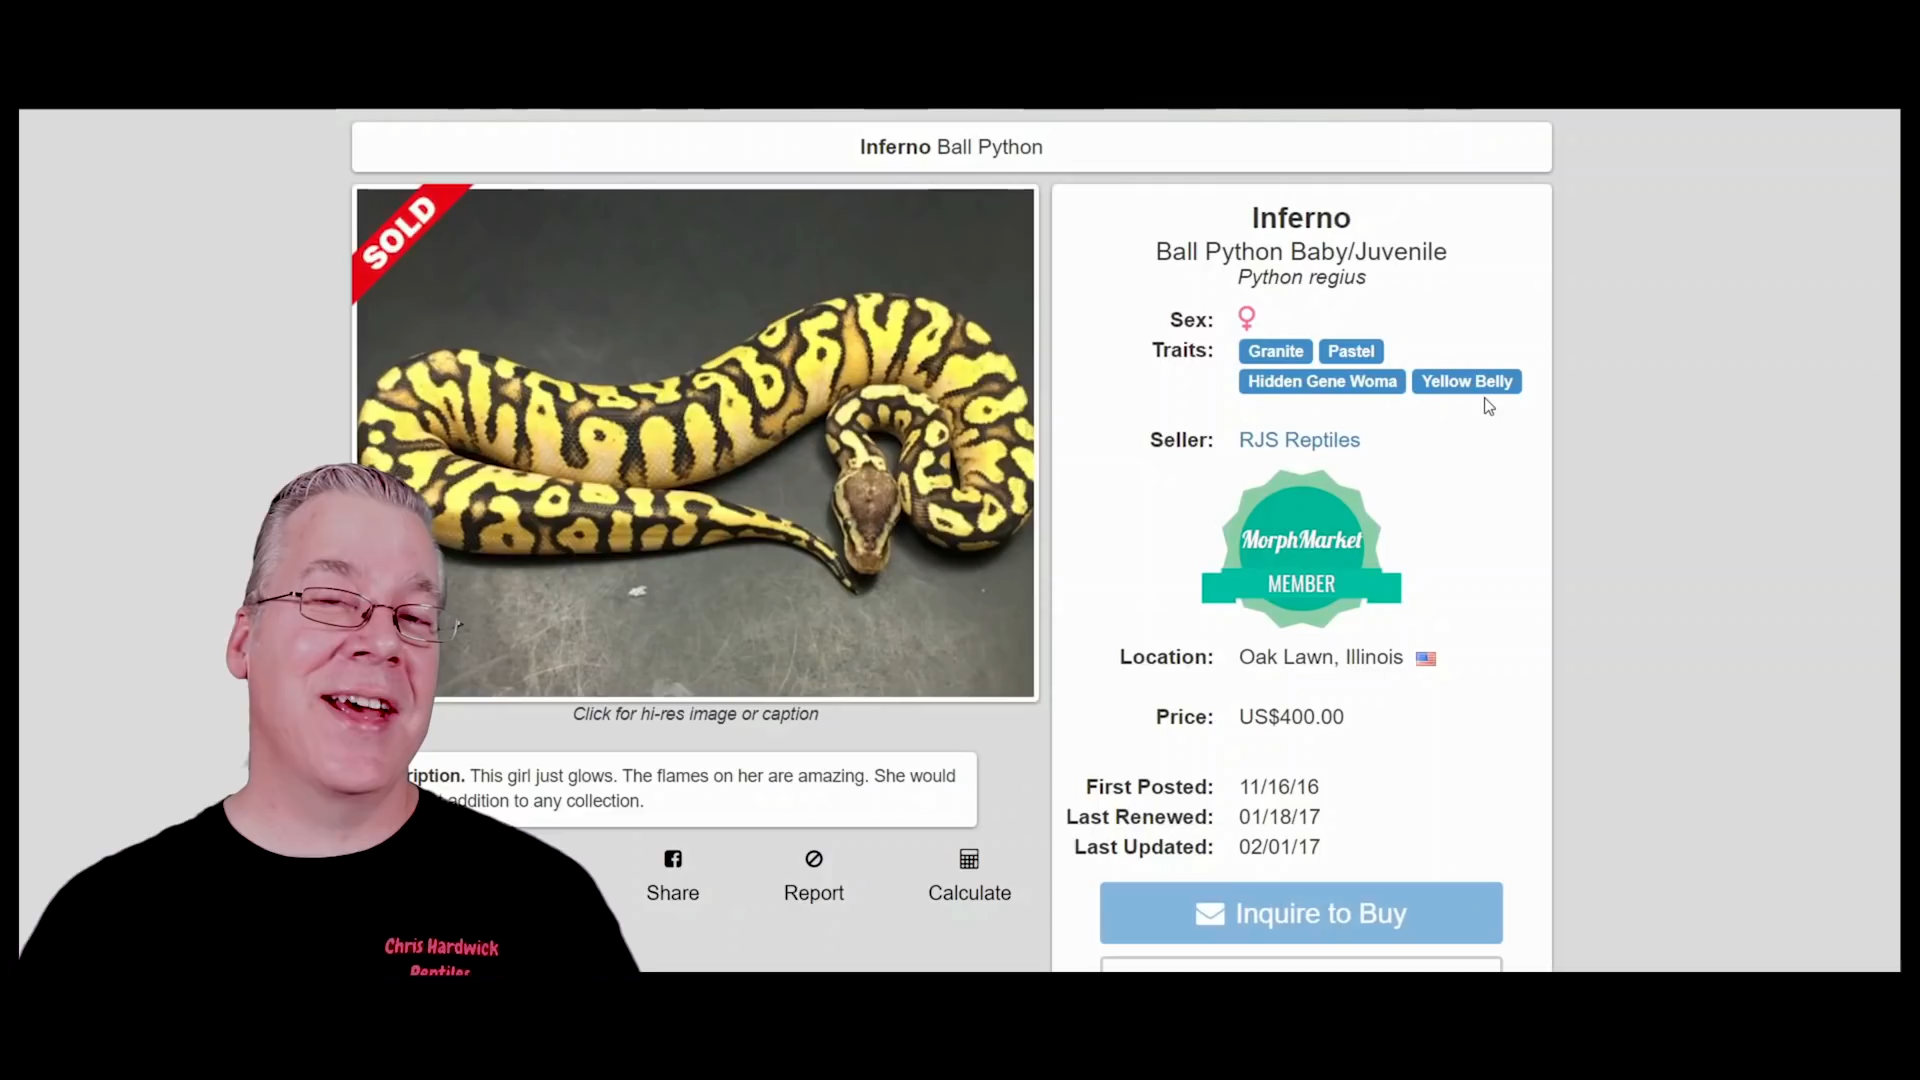 Inferno Ball Python
SOLD
Inferno
Ball Python Baby/Juvenile
Python regius
Sex:
Traits: Granite Pastel
Hidden Gene Woma Yellow Belly
Seller: RJS Reptiles
MorphMarket
MEMBER
Location: Oak Lawn, Illinois
Price: US$400.00
Click for hi-res image or caption
This girl just glows. The flames on her are amazing. She would
addition to any collection.
First Posted: 11/16/16
Last Renewed: 01/18/17
Last Updated: 02/01/17
Share Report Calculate
Inquire to Buy
Chris Hardwick
Reptiles